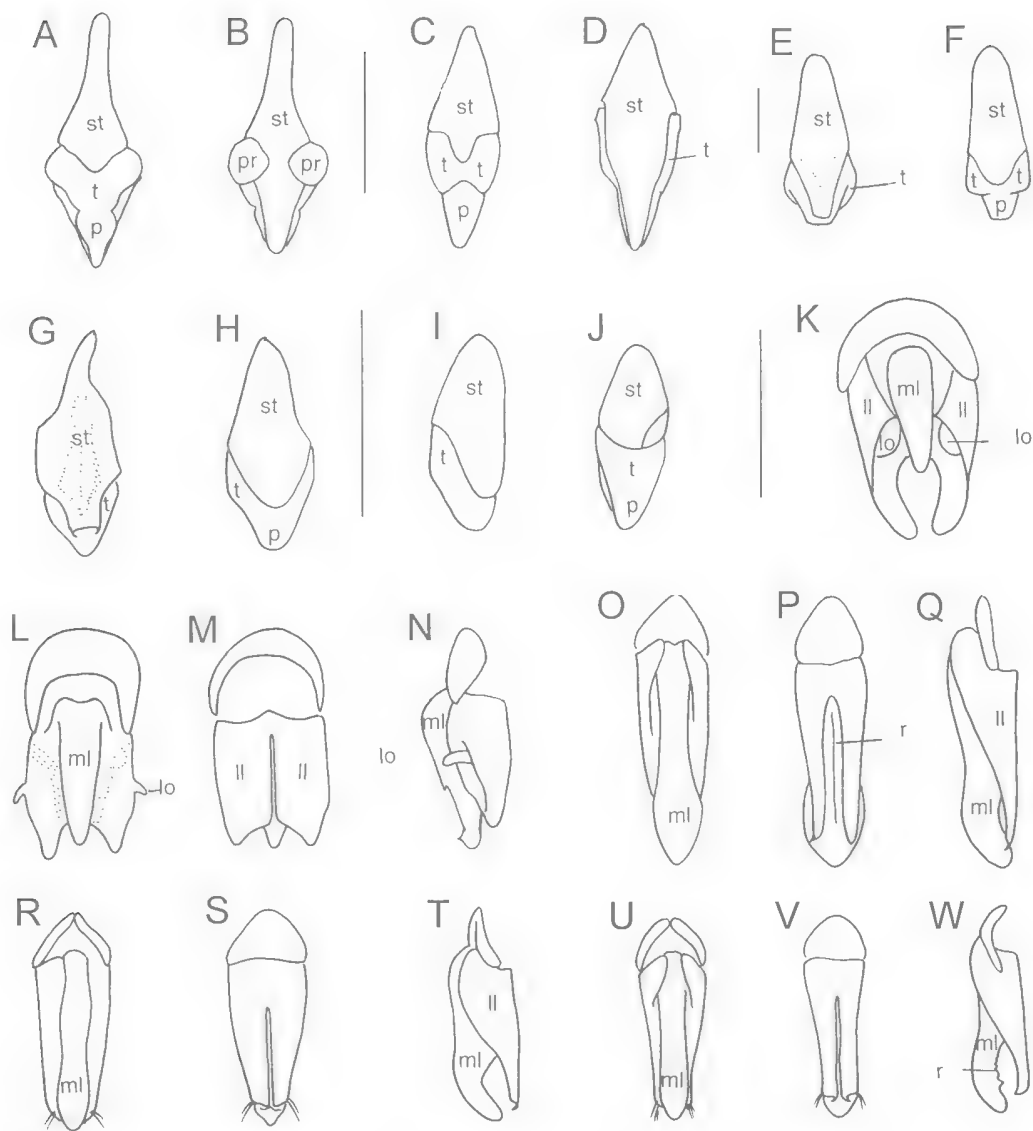 A B C D E F
st st st st st st
pr pr
t t t t t t t
p p p
G H I J K
st st st st ml
ll ll
t t t t lo lo
p p
L M N O P Q
ml ll ll ml lo r ll
lo ml ml
R S T U V W
ll
ml ml ml ml
r